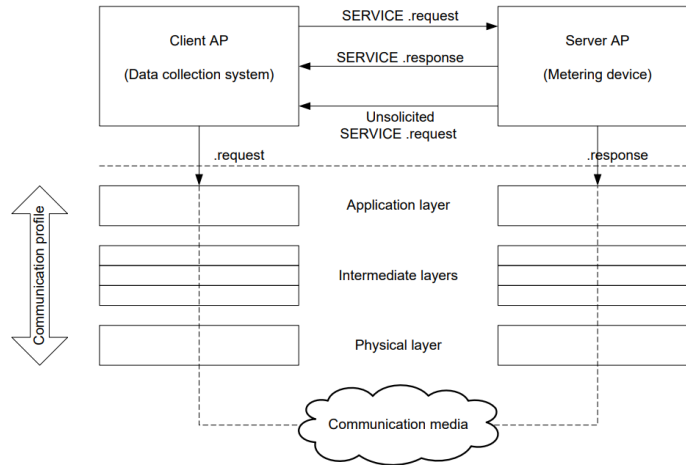 SERVICE .request
Client AP
(Data collection system)
SERVICE .response
Server AP
(Metering device)
Unsolicited
SERVICE .request
.request
.response
Communication profile
Application layer
Intermediate layers
Physical layer
Communication media